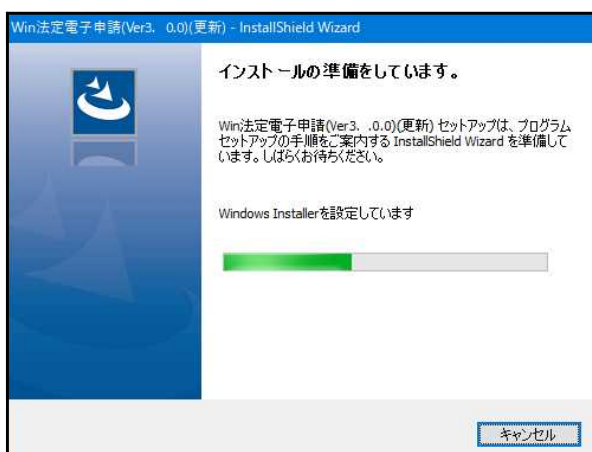 Win法定電子申請(Ver3. 0.0)(更新) - InstallShield Wizard
インストールの準備をしています。
Win法定電子申請(Ver3. .0.0)(更新) セットアップは、プログラム
セットアップの手順をご案内する InstallShield Wizard を準備して
います。しばらくお待ちください。
Windows Installerを設定しています
キャンセル